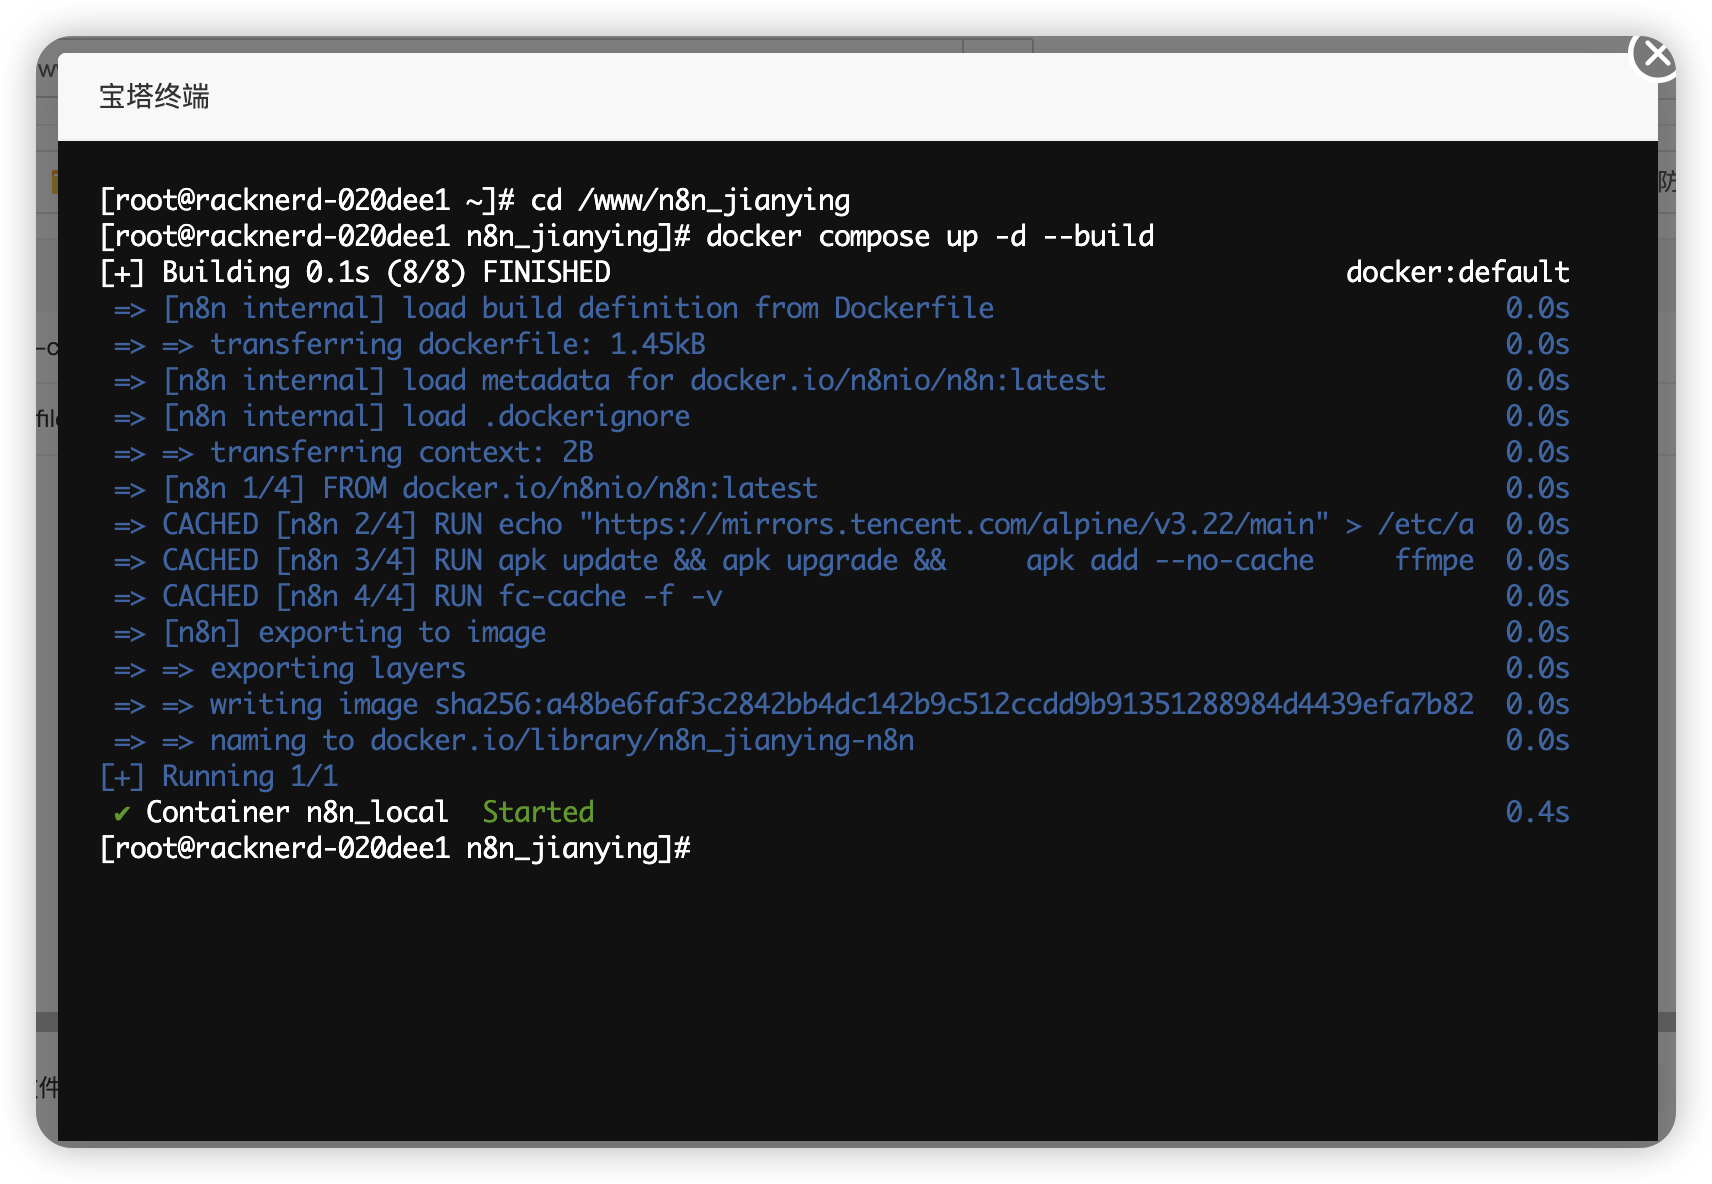 宝塔终端
[root@racknerd-020dee1 ~]# cd /www/n8n_jianying
[root@racknerd-020dee1 n8n_jianying]# docker compose up -d --build
[+] Building 0.1s (8/8) FINISHED docker:default
=> [n8n internal] load build definition from Dockerfile 0.0s
=> => transferring dockerfile: 1.45kB 0.0s
=> [n8n internal] load metadata for docker.io/n8nio/n8n:latest 0.0s
=> [n8n internal] load .dockerignore 0.0s
=> => transferring context: 2B 0.0s
=> [n8n 1/4] FROM docker.io/n8nio/n8n:latest 0.0s
=> CACHED [n8n 2/4] RUN echo "https://mirrors.tencent.com/alpine/v3.22/main" > /etc/a 0.0s
=> CACHED [n8n 3/4] RUN apk update && apk upgrade && apk add --no-cache ffmpe 0.0s
=> CACHED [n8n 4/4] RUN fc-cache -f -v 0.0s
=> [n8n] exporting to image 0.0s
=> => exporting layers 0.0s
=> => writing image sha256:a48be6faf3c2842bb4dc142b9c512ccdd9b91351288984d4439efa7b82 0.0s
=> => naming to docker.io/library/n8n_jianying-n8n 0.0s
[+] Running 1/1
✔ Container n8n_local Started 0.4s
[root@racknerd-020dee1 n8n_jianying]#